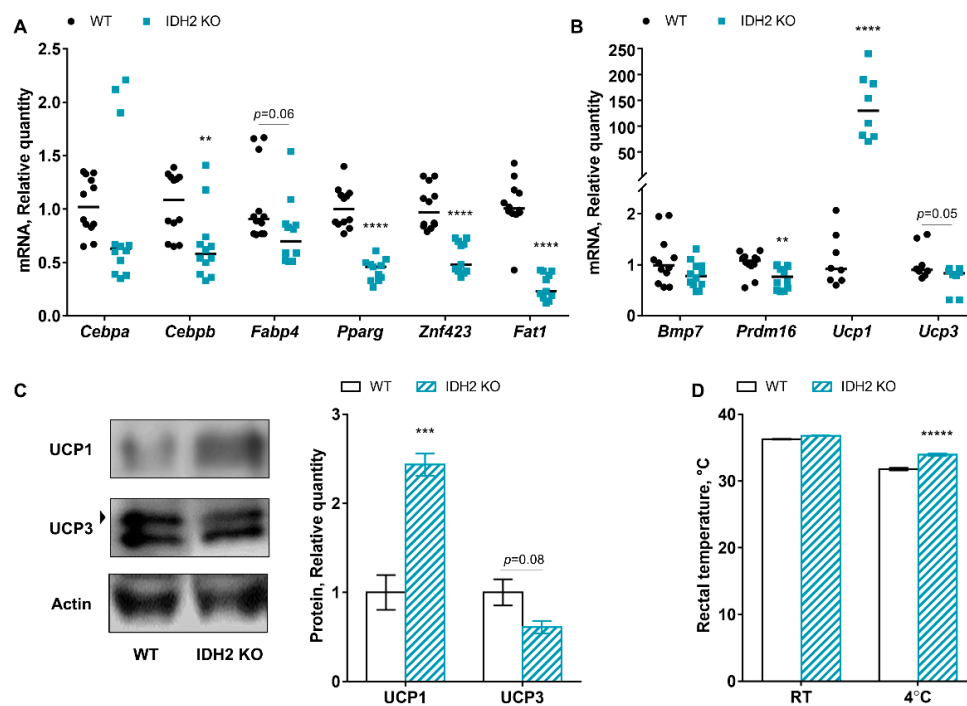 WT IDH2 KO
A
mRNA, Relative quantity
2.5
2.0
1.5
1.0
0.5
0.0
**
p=0.06
****
****
****
Cebpa Cebpb Fabp4 Pparg Znf423 Fat1
WT IDH2 KO
B
mRNA, Relative quantity
250
200
150
100
50
2
1
0
**
****
p=0.05
Bmp7 Prdm16 Ucp1 Ucp3
C
UCP1
UCP3
Actin
WT IDH2 KO
WT IDH2 KO
Protein, Relative quantity
3
2
1
0
***
p=0.08
UCP1 UCP3
D
WT IDH2 KO
Rectal temperature, °C
40
30
20
10
0
*****
RT 4°C